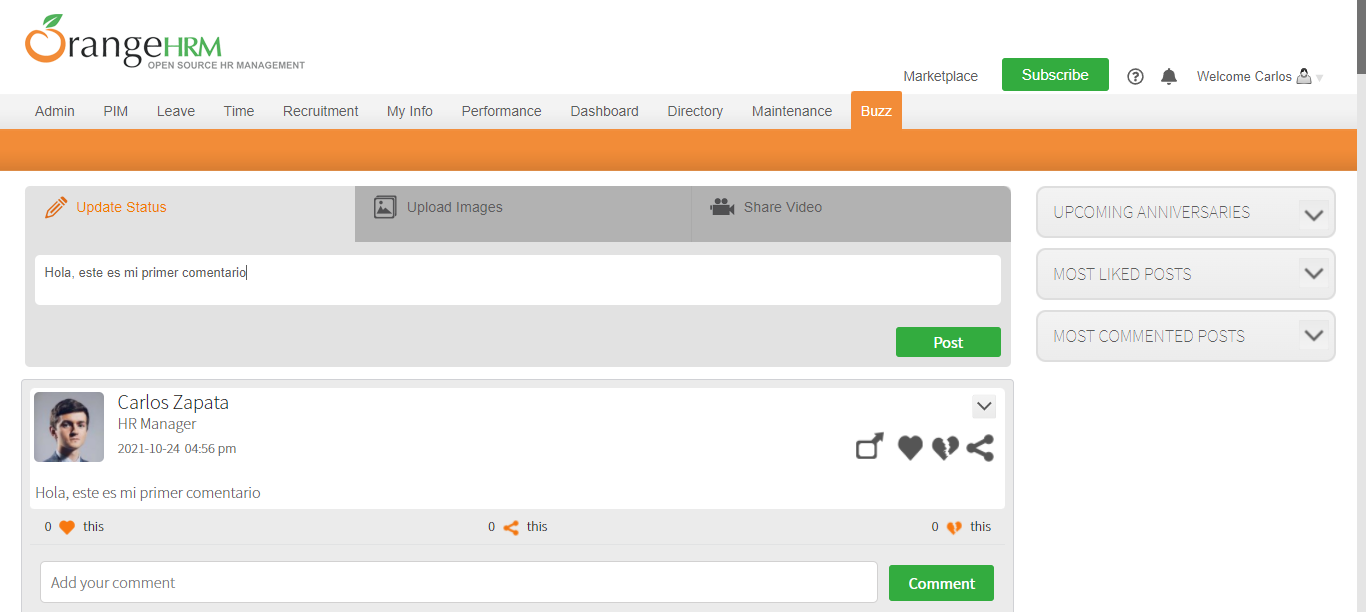 OrangeHRM
OPEN SOURCE HR MANAGEMENT
Marketplace
Subscribe
Welcome Carlos
Admin PIM Leave Time Recruitment My Info Performance Dashboard Directory Maintenance Buzz
Update Status
Upload Images
Share Video
Hola, este es mi primer comentario
Post
UPCOMING ANNIVERSARIES
MOST LIKED POSTS
MOST COMMENTED POSTS
Carlos Zapata
HR Manager
2021-10-24 04:56 pm
Hola, este es mi primer comentario
0 this
0 this
0 this
Add your comment
Comment